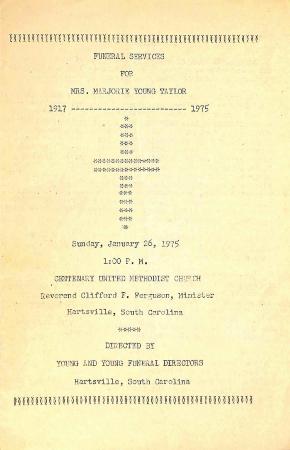 FUNERAL SERVICES
FOR
MRS. MARJORIE YOUNG TAYLOR
1917 ------------------------- 1975
*
***
***
***
***************
***************
***
***
***
***
***
*
Sunday, January 26, 1975
1:00 P. M.
CENTENARY UNITED METHODIST CHURCH
Reverend Clifford F. Ferguson, Minister
Hartsville, South Carolina
*****
DIRECTED BY
YOUNG AND YOUNG FUNERAL DIRECTORS
Hartsville, South Carolina